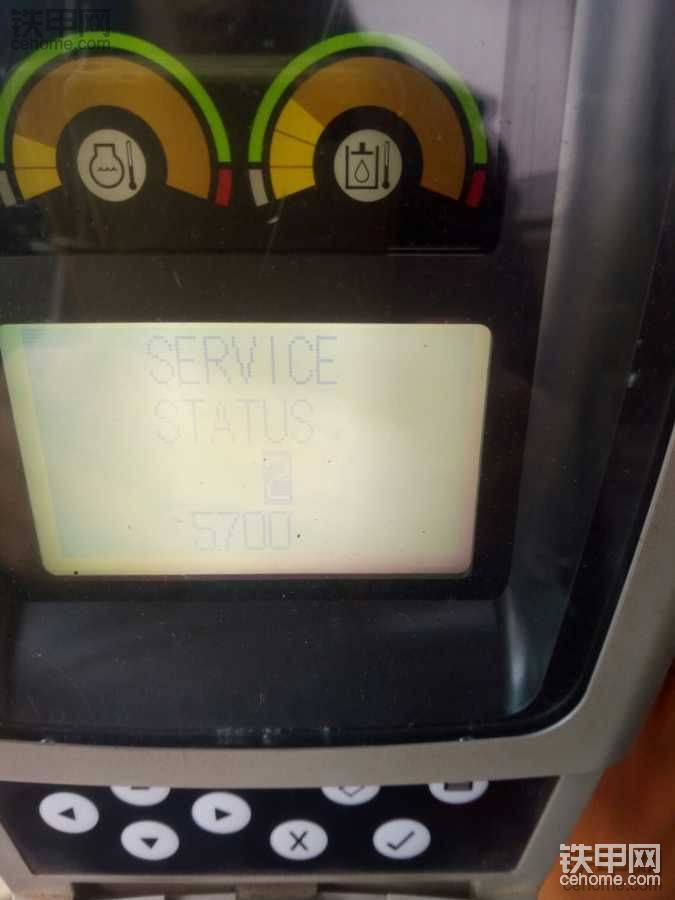 铁甲网
cehome.com
SERVICE
STATUS
2
5700
铁甲网
cehome.com